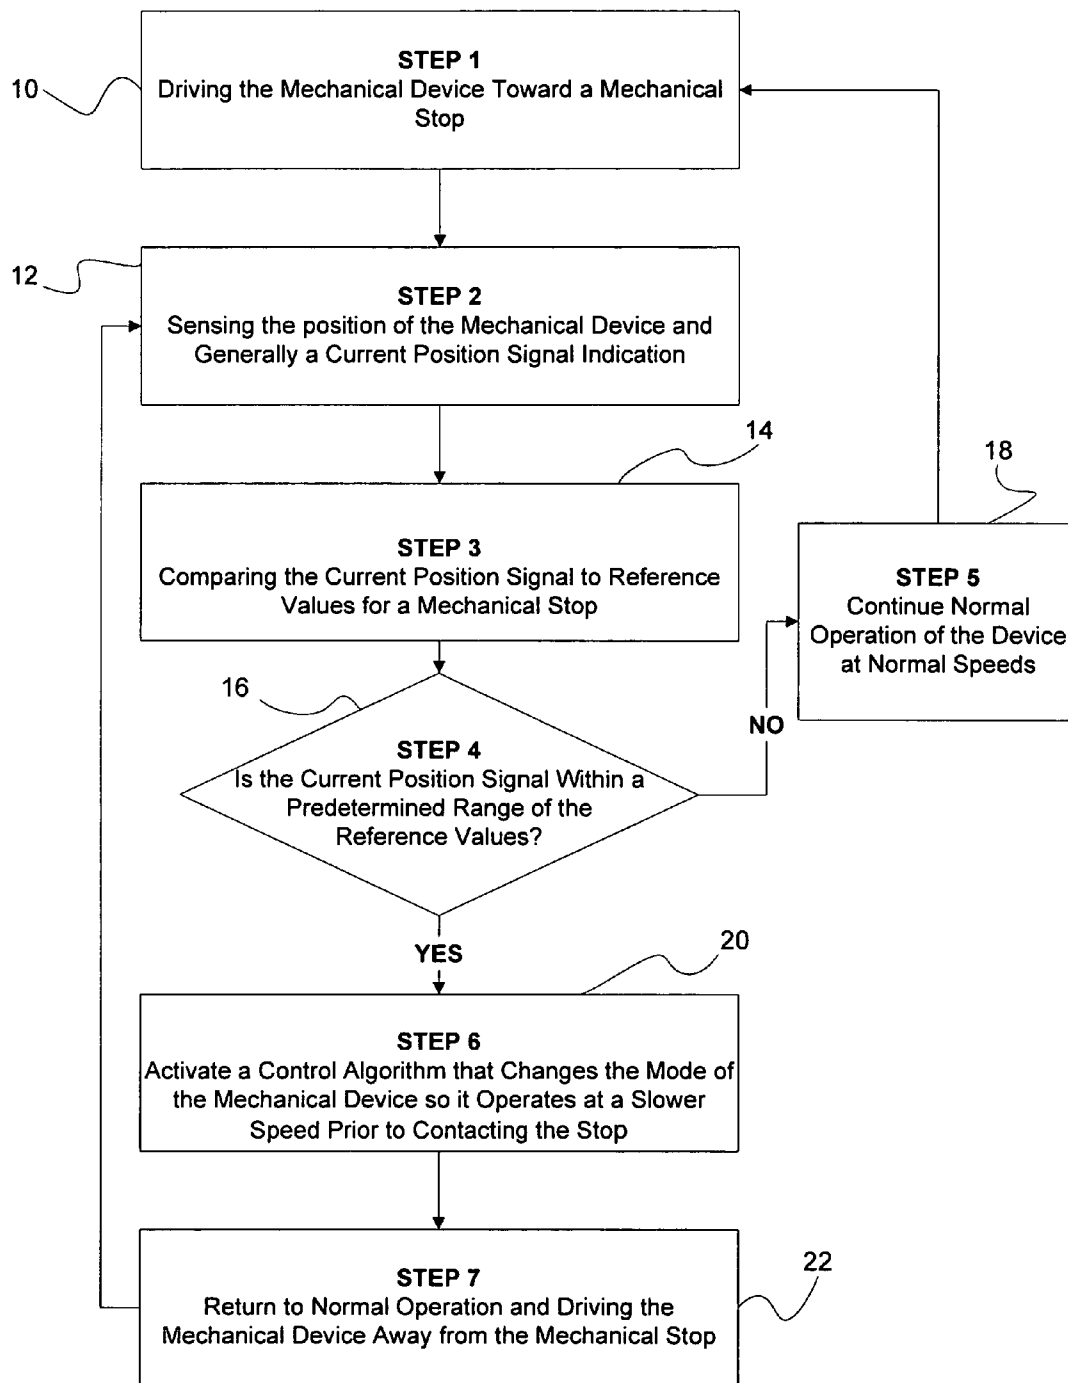 10
STEP 1
Driving the Mechanical Device Toward a Mechanical
Stop
12
STEP 2
Sensing the position of the Mechanical Device and
Generally a Current Position Signal Indication
14
STEP 3
Comparing the Current Position Signal to Reference
Values for a Mechanical Stop
18
STEP 5
Continue Normal
Operation of the Device
at Normal Speeds
16
STEP 4
Is the Current Position Signal Within a
Predetermined Range of the
Reference Values?
NO
YES
20
STEP 6
Activate a Control Algorithm that Changes the Mode of
the Mechanical Device so it Operates at a Slower
Speed Prior to Contacting the Stop
22
STEP 7
Return to Normal Operation and Driving the
Mechanical Device Away from the Mechanical Stop